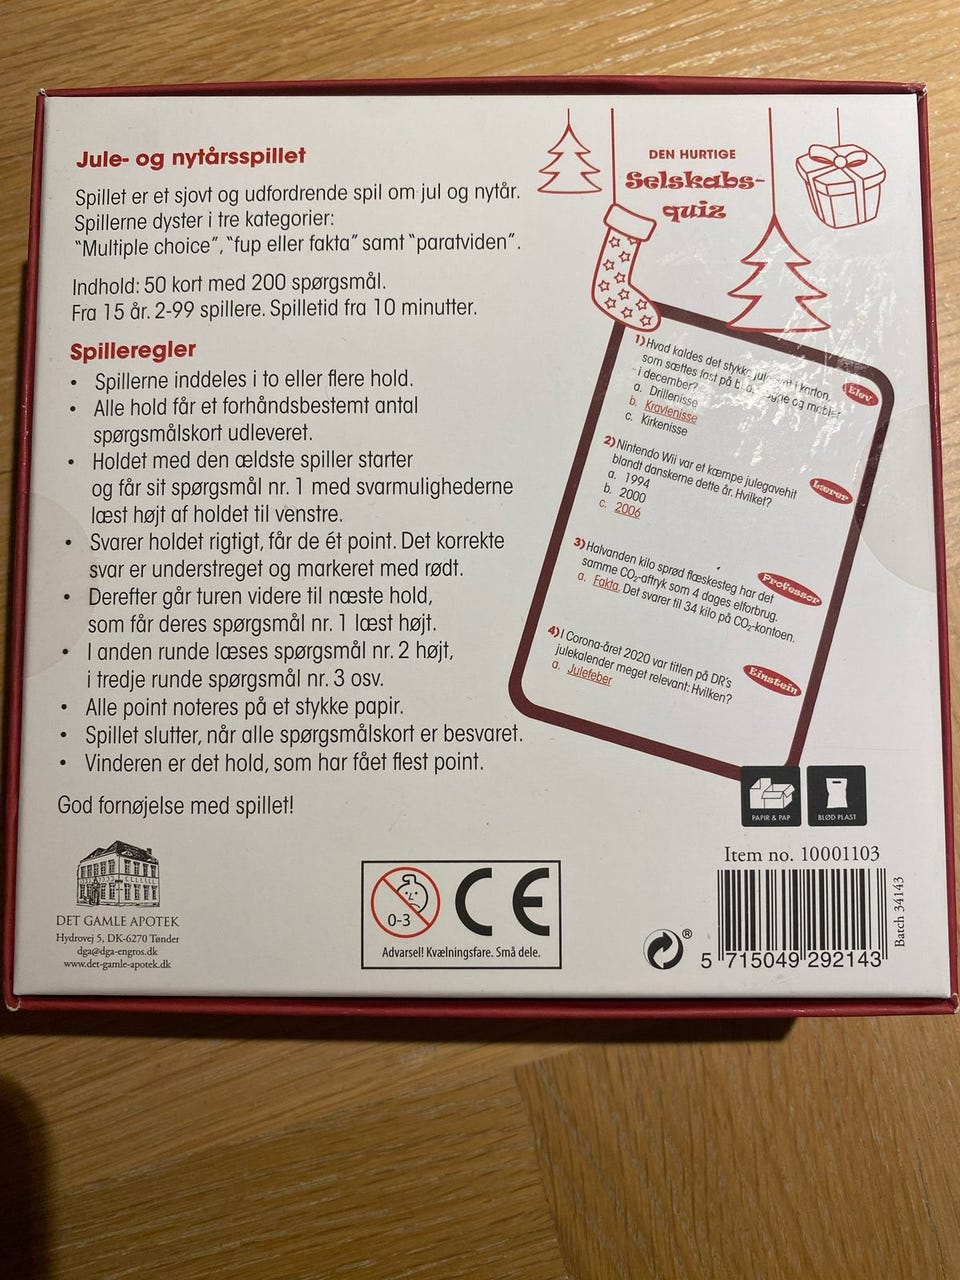 Jule- og nytårsspillet
Spillet er et sjovt og udfordrende spil om jul og nytår.
Spillerne dyster i tre kategorier:
"Multiple choice", "fup eller fakta" samt "paratviden".
Indhold: 50 kort med 200 spørgsmål.
Fra 15 år. 2-99 spillere. Spilletid fra 10 minutter.
Spilleregler
• Spillerne inddeles i to eller flere hold.
• Alle hold får et forhåndsbestemt antal
spørgsmålskort udleveret.
• Holdet med den ældste spiller starter
og får sit spørgsmål nr. 1 med svarmulighederne
læst højt af holdet til venstre.
• Svarer holdet rigtigt, får de ét point. Det korrekte
svar er understreget og markeret med rødt.
• Derefter går turen videre til næste hold,
som får deres spørgsmål nr. 1 læst højt.
• I anden runde læses spørgsmål nr. 2 højt,
i tredje runde spørgsmål nr. 3 osv.
• Alle point noteres på et stykke papir.
• Spillet slutter, når alle spørgsmålskort er besvaret.
• Vinderen er det hold, som har fået flest point.
God fornøjelse med spillet!
DEN HURTIGE
Selskabs-
quiz
1) Hvad kaldes det stykke julepynt i karton,
som sættes fast på bl.a. og møbler
i december?
Elev
a. Drillenisse
b. Kravlenisse
c. Kirkenisse
2) Nintendo Wii var et kæmpe julegavehit
blandt danskerne dette år. Hvilket?
Lærer
a. 1994
b. 2000
c. 2006
3) Halvanden kilo sprød flæskesteg har det
samme CO₂-aftryk som 4 dages elforbrug.
Professor
a. Fakta. Det svarer til 34 kilo på CO₂-kontoen.
4) I Corona-året 2020 var titlen på DR's
julekalender meget relevant: Hvilken?
Einstein
a. Julefeber
PAPIR & PAP
BLØD PLAST
DET GAMLE APOTEK
Hydrovej 5, DK-6270 Tønder
dga@dga-engros.dk
www.det-gamle-apotek.dk
0-3
CE
Advarsel! Kvælningsfare. Små dele.
®
Item no. 10001103
5 715049 292143
Batch 34143